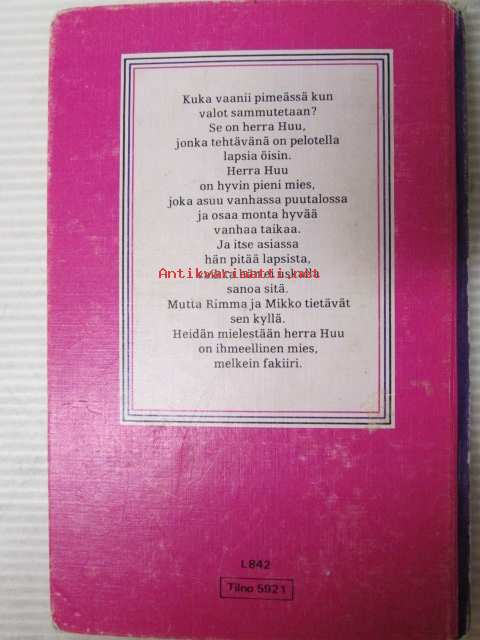 Kuka vaanii pimeässä kun
valot sammutetaan?
Se on herra Huu,
jonka tehtävänä on pelotella
lapsia öisin.
Herra Huu
on hyvin pieni mies,
joka asuu vanhassa puutalossa
ja osaa monta hyvää
vanhaa taikaa.
Ja itse asiassa
hän pitää lapsista,
Antikvariaatti.net
sanoa sitä.
Mutta Rimma ja Mikko tietävät
sen kyllä.
Heidän mielestään herra Huu
on ihmeellinen mies,
melkein fakiiri.
L842
Tilno 5921